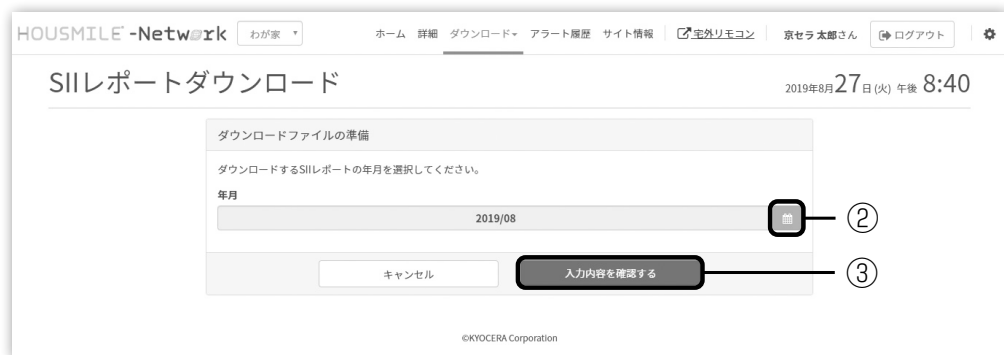 HOUSMILE-Network わが家 ホーム 詳細 ダウンロード アラート履歴 サイト情報 宅外リモコン 京セラ 太郎さん ログアウト
SIIレポートダウンロード 2019年8月27日(火) 午後 8:40
ダウンロードファイルの準備
ダウンロードするSIIレポートの年月を選択してください。
年月
2019/08 ②
キャンセル 入力内容を確認する ③
©KYOCERA Corporation